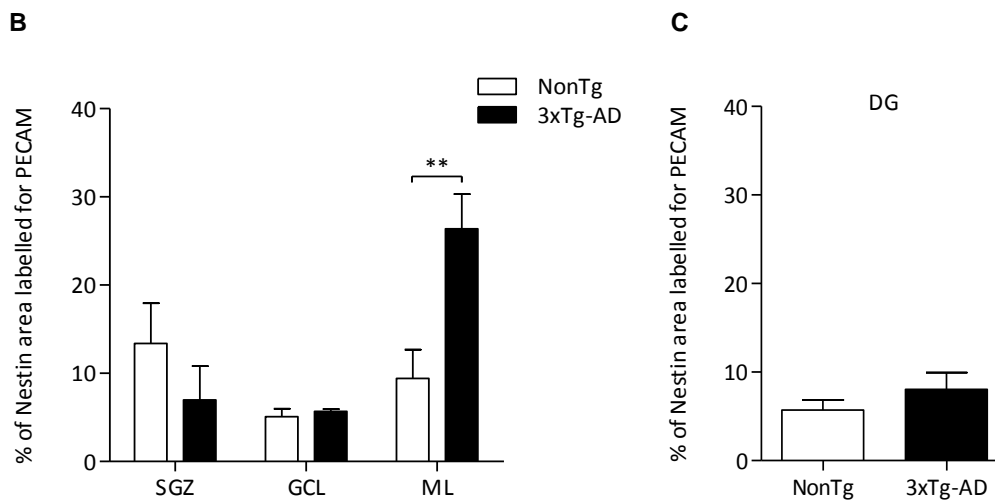 B
% of Nestin area labelled for PECAM
NonTg
3xTg-AD
40
30
20
10
0
**
SGZ GCL ML
C
% of Nestin area labelled for PECAM
DG
40
30
20
10
0
NonTg 3xTg-AD